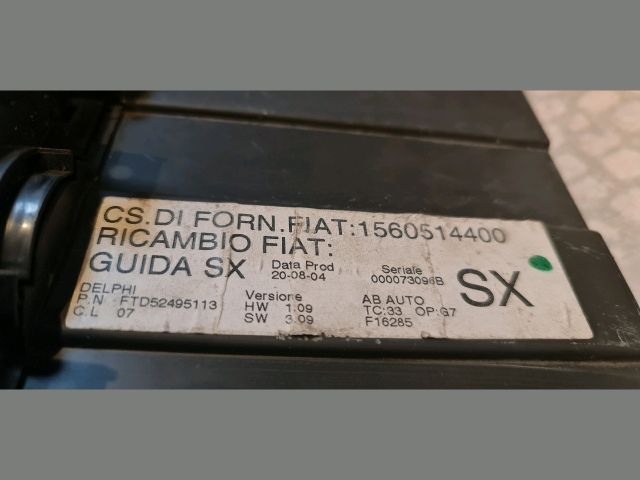 CS.DI FORN.FIAT:1560514400
RICAMBIO FIAT:
GUIDA SX
Data Prod
20-08-04
Seriale
000073096B
SX
DELPHI
P.N FTD52495113
C.L 07
Versione
HW 1.09
SW 3.09
AB AUTO
TC:33 OP:G7
F16285